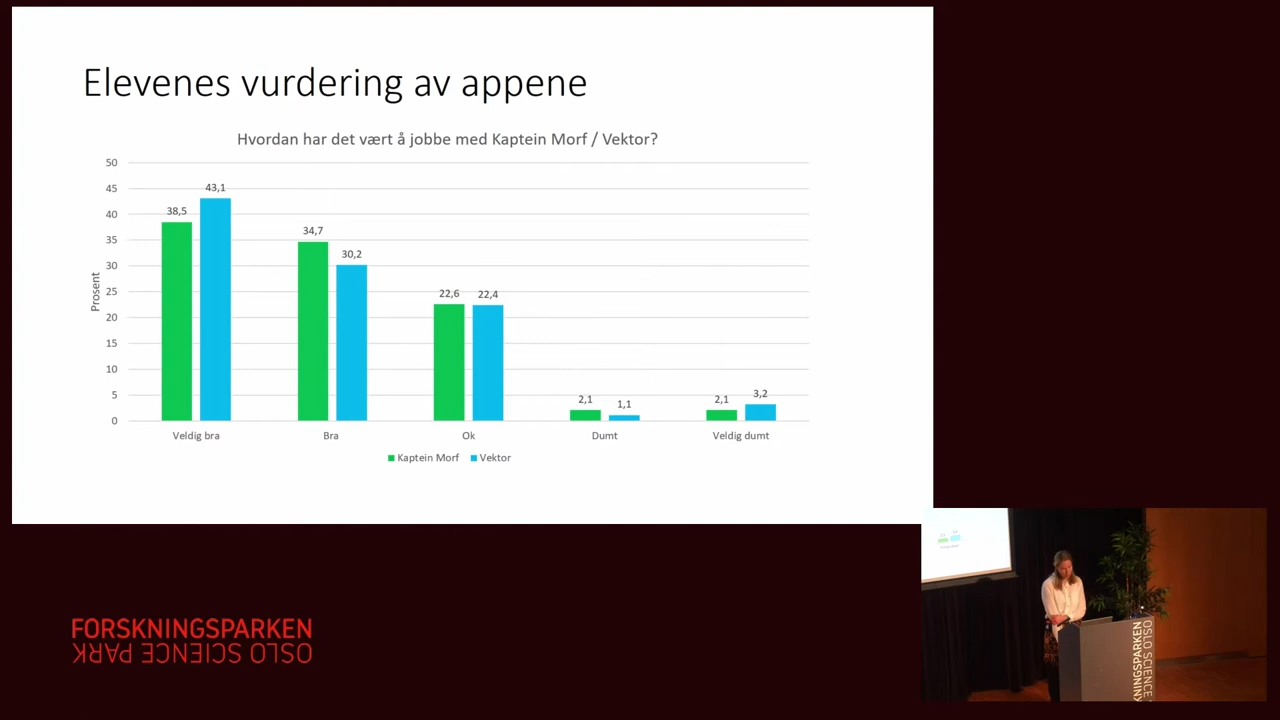 Elevenes vurdering av appene
Hvordan har det vært å jobbe med Kaptein Morf / Vektor?
Prosent
50
45
40
35
30
25
20
15
10
5
0
38,5
43,1
34,7
30,2
22,6
22,4
2,1
1,1
2,1
3,2
Veldig bra
Bra
Ok
Dumt
Veldig dumt
Kaptein Morf
Vektor
FORSKNINGSPARKEN
OSLO SCIENCE PARK
KNINGSPARKEN
OSLO SCIENCE